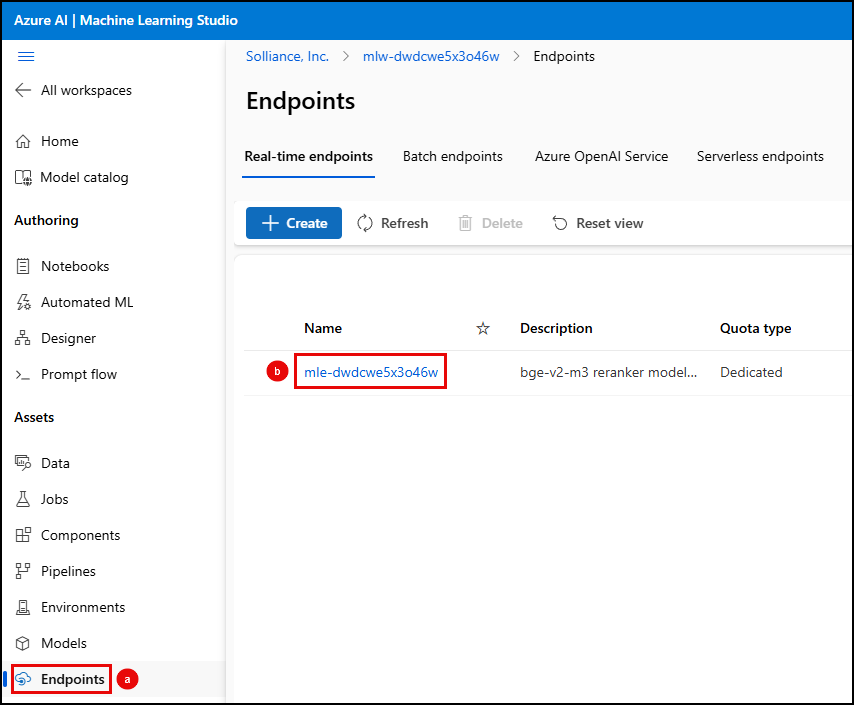 Azure AI | Machine Learning Studio
All workspaces
Home
Model catalog
Authoring
Notebooks
Automated ML
Designer
Prompt flow
Assets
Data
Jobs
Components
Pipelines
Environments
Models
Endpoints a
Solliance, Inc. > mlw-dwdcwe5x3o46w > Endpoints
Endpoints
Real-time endpoints Batch endpoints Azure OpenAI Service Serverless endpoints
+ Create Refresh Delete Reset view
Name Description Quota type
b mle-dwdcwe5x3o46w bge-v2-m3 reranker model... Dedicated